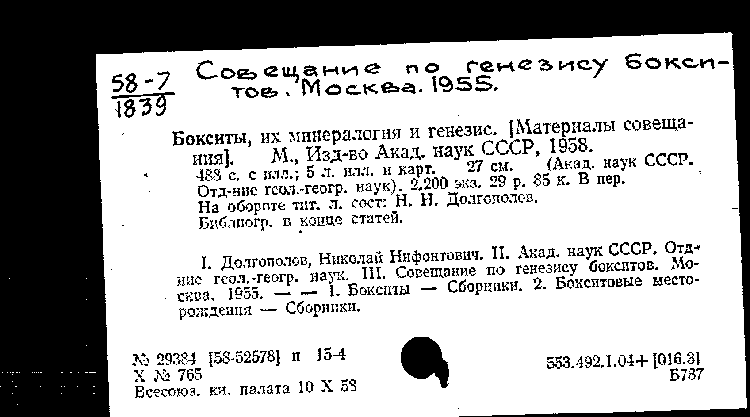 58-7
1839
Совещание по генезису бокси-
тов. Москва. 1955.
Бокситы, их минералогия и генезис. [Материалы совеща-
ния]. М., Изд-во Акад. наук СССР, 1958.
488 с. с илл.; 5 л. илл. и карт. 27 см. (Акад. наук СССР.
Отд-ние геол.-геогр. наук). 2.200 экз. 29 р. 85 к. В пер.
На обороте тит. л. сост: Н. Н. Долгополов.
Библиогр. в конце статей.
I. Долгополов, Николай Нифонтович. II. Акад. наук СССР. Отд-
ние геол.-геогр. наук. III. Совещание по генезису бокситов. Мо-
сква. 1955. — — 1. Бокситы — Сборники. 2. Бокситовые место-
рождения — Сборники.
№ 29384 [58-52578] п 15-4
X № 765
Всесоюз. кн. палата 10 X 58
553.492.1.04+[016.3]
Б787